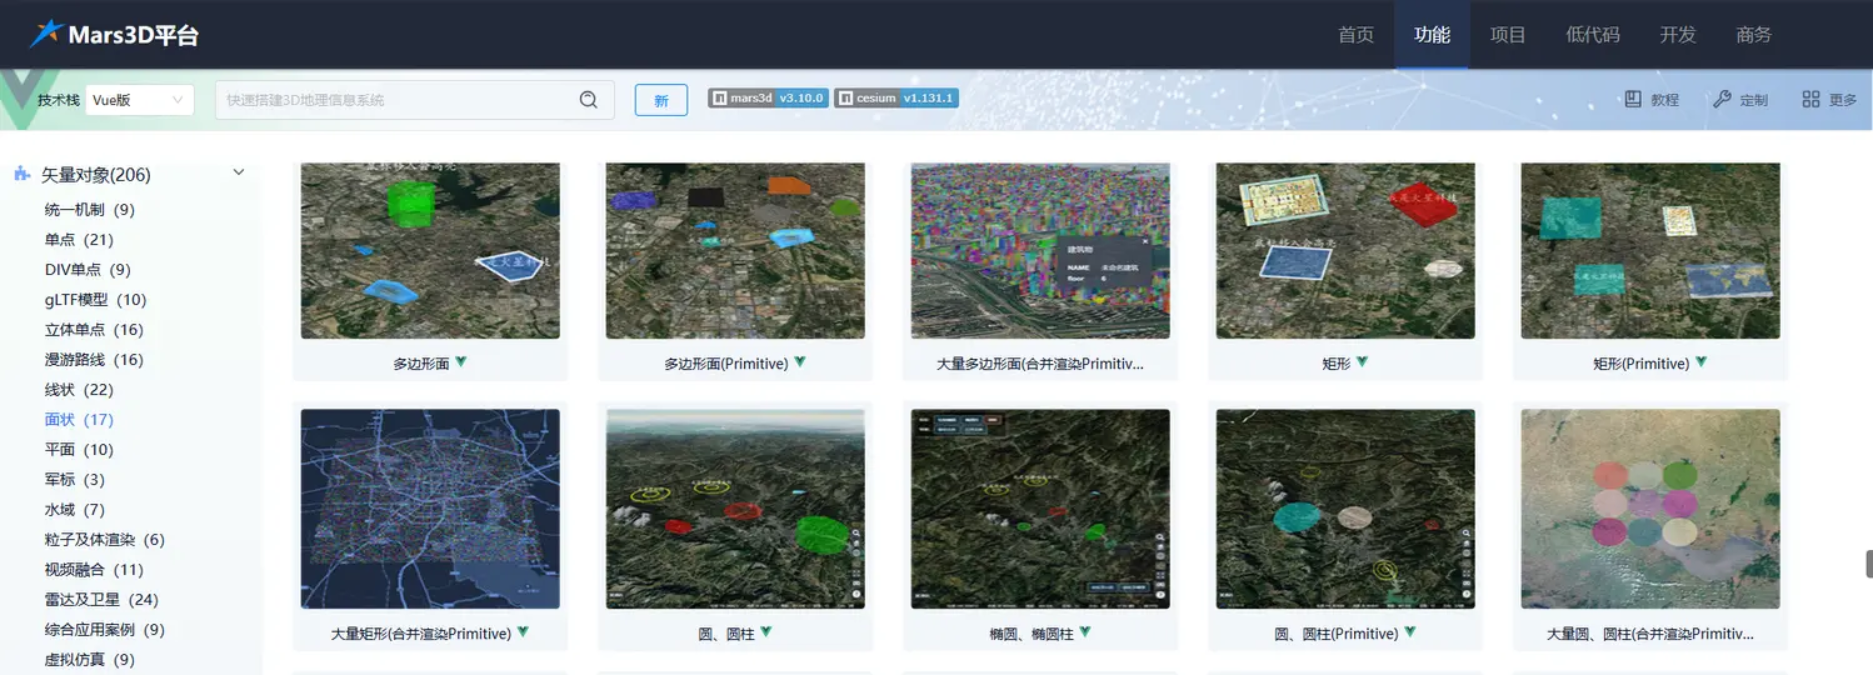 Mars3D平台
首页 功能 项目 低代码 开发 商务
技术栈 Vue版 快速搭建3D地理信息系统 新 mars3d v3.10.0 cesium v1.131.1 教程 定制 更多
矢量对象(206)
统一机制 (9)
单点 (21)
DIV单点 (9)
gLTF模型 (10)
立体单点 (16)
漫游路线 (16)
线状 (22)
面状 (17)
平面 (10)
军标 (3)
水域 (7)
粒子及体渲染 (6)
视频融合 (11)
雷达及卫星 (24)
综合应用案例 (9)
虚拟仿真 (9)
建筑物
NAME 未命名建筑
floor 6
多边形面
多边形面(Primitive)
大量多边形面(合并渲染Primitiv...
矩形
矩形(Primitive)
大量矩形(合并渲染Primitive)
圆、圆柱
椭圆、椭圆柱
圆、圆柱(Primitive)
大量圆、圆柱(合并渲染Primitiv...